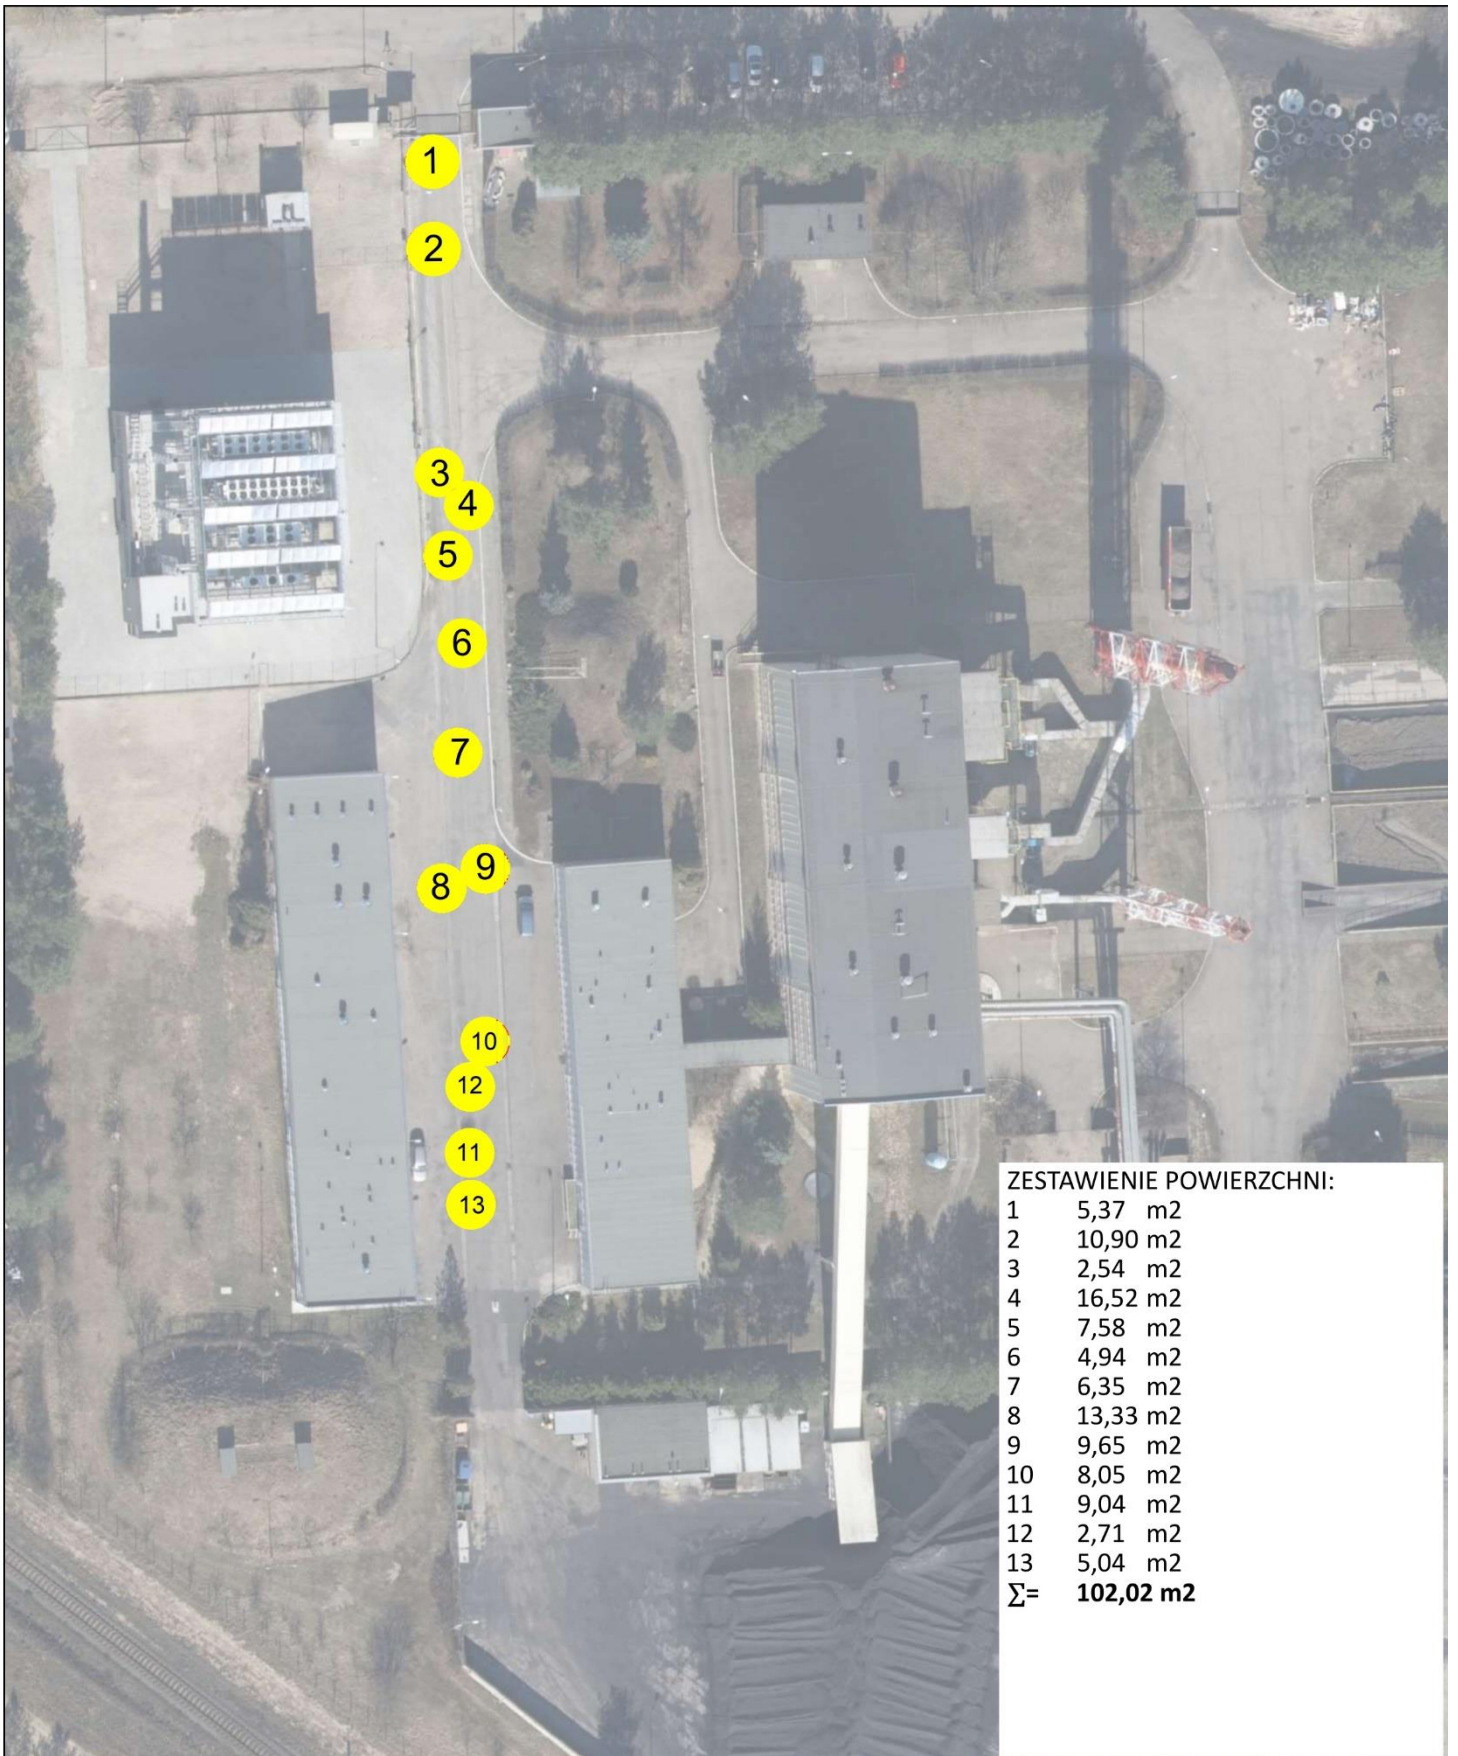 1
2
3
4
5
6
7
9
8
10
12
11
13
ZESTAWIENIE POWIERZCHNI:
1 5,37 m2
2 10,90 m2
3 2,54 m2
4 16,52 m2
5 7,58 m2
6 4,94 m2
7 6,35 m2
8 13,33 m2
9 9,65 m2
10 8,05 m2
11 9,04 m2
12 2,71 m2
13 5,04 m2
∑= 102,02 m2